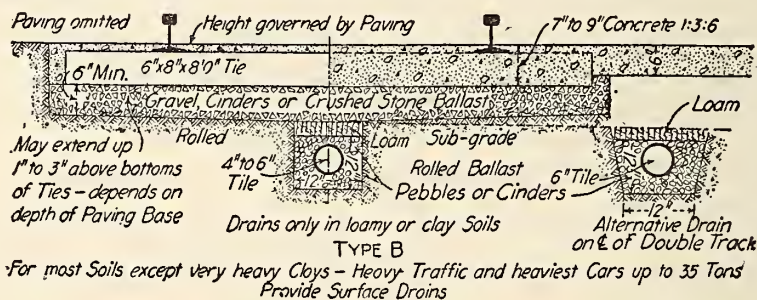 Paving omitted
Height governed by Paving
7" to 9" Concrete 1:3:6
6" Min.
6"x8"x8'0" Tie
6"
Gravel, Cinders or Crushed Stone Ballast
Loam
Rolled
Loam
Sub-grade
May extend up
1" to 3" above bottoms
of Ties - depends on
depth of Paving Base
4" to 6"
Tile
12"
Rolled Ballast
Pebbles or Cinders
6" Tile
12"
12"
Drains only in loamy or clay Soils
Alternative Drain
on ℄ of Double Track
TYPE B
For most Soils except very heavy Clays - Heavy Traffic and heaviest Cars up to 35 Tons
Provide Surface Drains